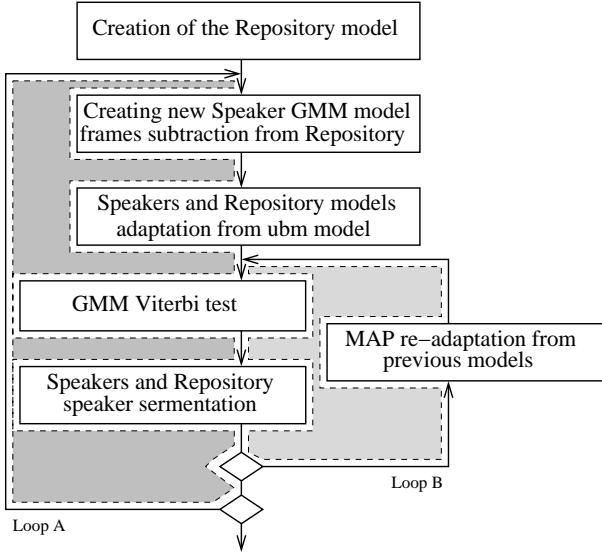 Creation of the Repository model
Creating new Speaker GMM model
frames subtraction from Repository
Speakers and Repository models
adaptation from ubm model
GMM Viterbi test
MAP re−adaptation from
previous models
Speakers and Repository
speaker sermentation
Loop B
Loop A